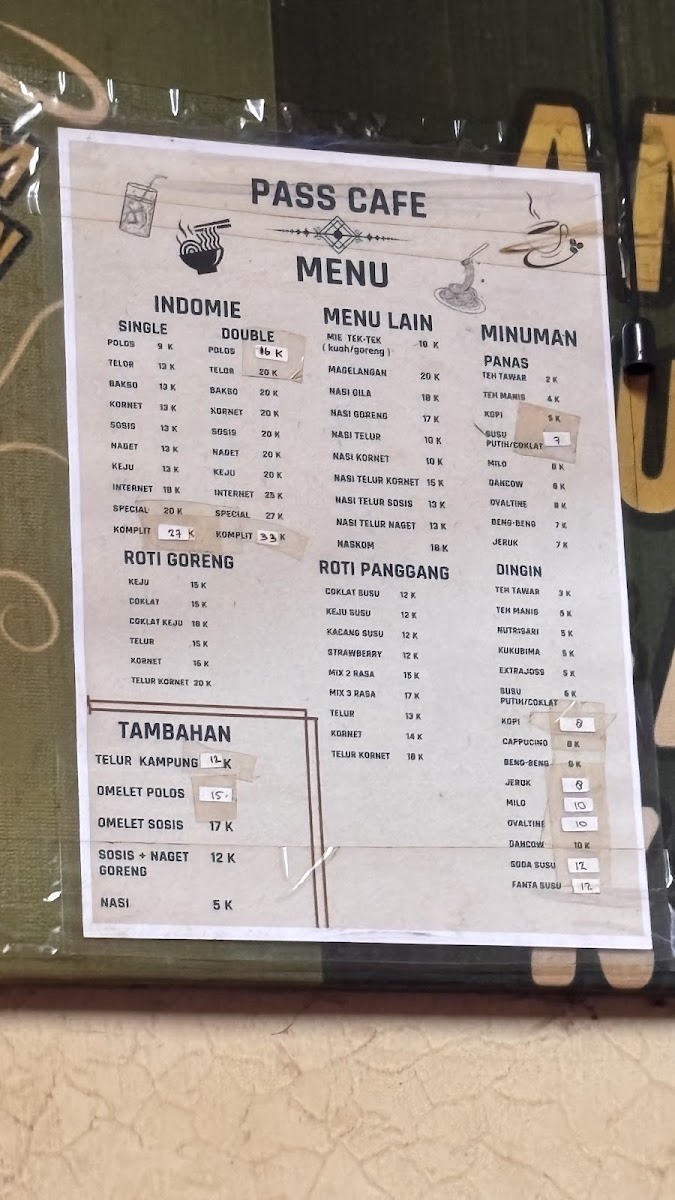 PASS CAFE
MENU
INDOMIE
SINGLE
POLOS 9 K
TELOR 13 K
BAKSO 13 K
KORNET 13 K
SOSIS 13 K
NAGET 13 K
KEJU 13 K
INTERNET 18 K
SPECIAL 20 K
KOMPLIT 27 K
DOUBLE
POLOS 16 K
TELOR 20 K
BAKSO 20 K
KORNET 20 K
SOSIS 20 K
NAGET 20 K
KEJU 20 K
INTERNET 25 K
SPECIAL 27 K
KOMPLIT 33 K
ROTI GORENG
KEJU 15 K
COKLAT 15 K
COKLAT KEJU 18 K
TELUR 15 K
KORNET 16 K
TELUR KORNET 20 K
TAMBAHAN
TELUR KAMPUNG 12 K
OMELET POLOS 15
OMELET SOSIS 17 K
SOSIS + NAGET 12 K
GORENG
NASI 5 K
MENU LAIN
MIE TEK-TEK 18 K
( kuah/goreng )
MAGELANGAN 20 K
NASI GILA 18 K
NASI GORENG 17 K
NASI TELUR 10 K
NASI KORNET 10 K
NASI TELUR KORNET 15 K
NASI TELUR SOSIS 13 K
NASI TELUR NAGET 13 K
NASKOM 18 K
ROTI PANGGANG
COKLAT SUSU 12 K
KEJU SUSU 12 K
KACANG SUSU 12 K
STRAWBERRY 12 K
MIX 2 RASA 15 K
MIX 3 RASA 17 K
TELUR 13 K
KORNET 14 K
TELUR KORNET 18 K
MINUMAN
PANAS
TEH TAWAR 2 K
TEH MANIS 4 K
KOPI 5 K
SUSU
PUTIH/COKLAT 7
MILO 8 K
DANCOW
OVALTINE 8 K
BENG-BENG 7 K
JERUK 7 K
DINGIN
TEH TAWAR 3 K
TEH MANIS 5 K
NUTRISARI 5 K
KUKUBIMA 5 K
EXTRAJOSS 5 K
SUSU 6 K
PUTIH/COKLAT
KOPI 8
CAPPUCINO 8 K
BENG-BENG
JERUK 8
MILO 10
OVALTINE 10
DANCOW 10 K
SODA SUSU 12
FANTA SUSU 12